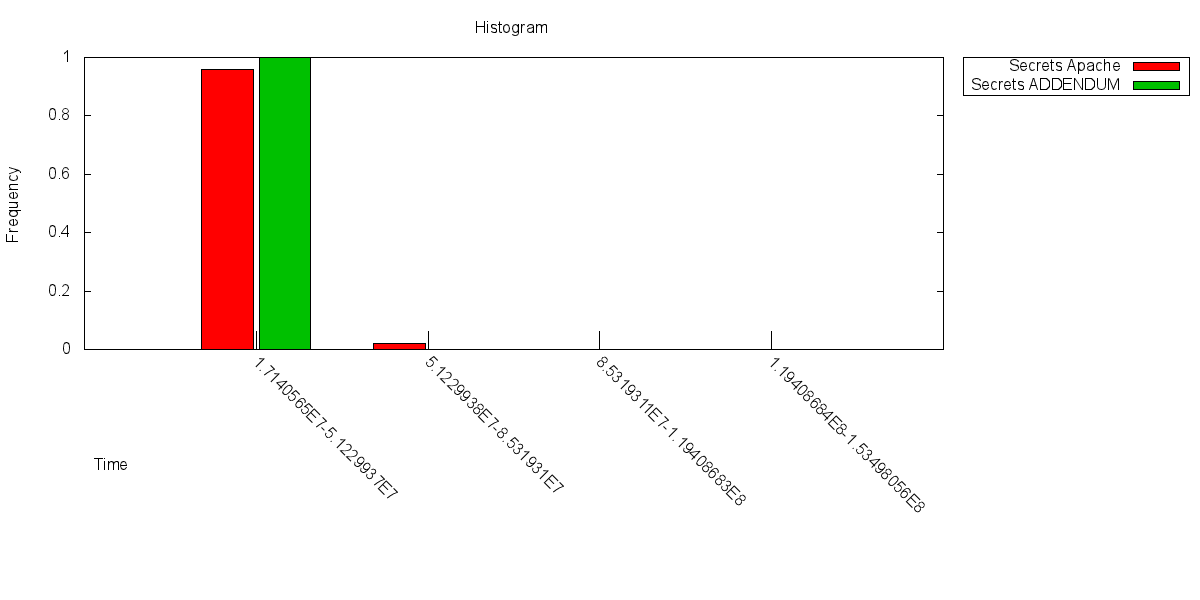 Histogram
Secrets Apache
Secrets ADDENDUM
Frequency
1
0.8
0.6
0.4
0.2
0
1.7140565E7-5.1229937E7
5.1229938E7-8.531931E7
8.5319311E7-1.19408683E8
1.19408684E8-1.53498056E8
Time